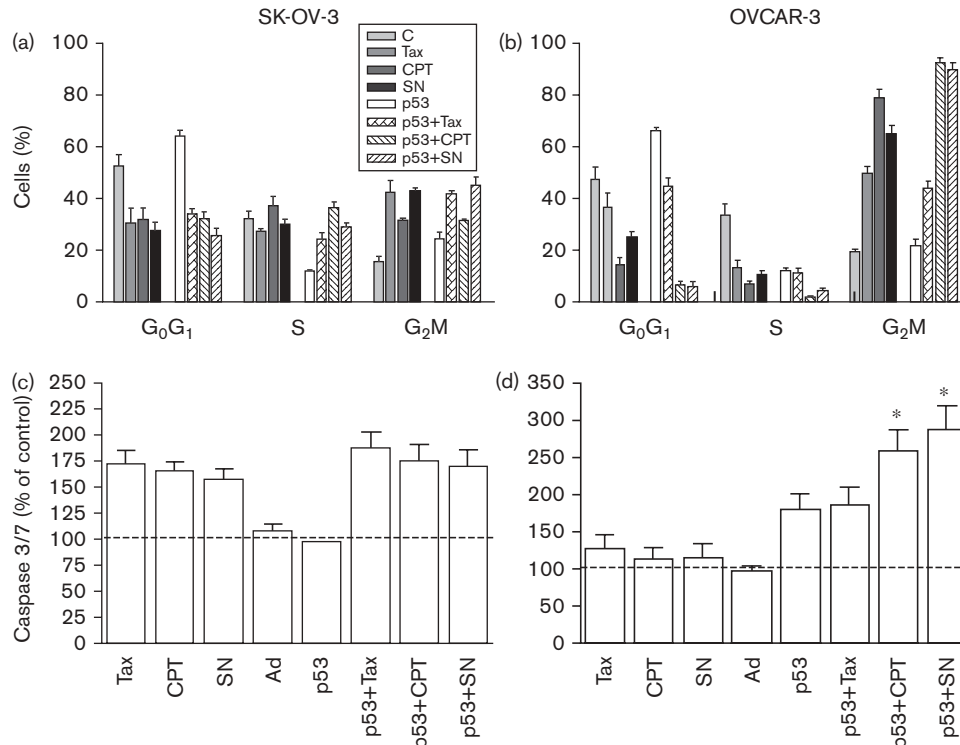 SK-OV-3
OVCAR-3
(a)
(b)
C
Tax
CPT
SN
p53
p53+Tax
p53+CPT
p53+SN
Cells (%)
100
80
60
40
20
0
G₀G₁ S G₂M
100
80
60
40
20
0
G₀G₁ S G₂M
(c)
(d)
Caspase 3/7 (% of control)
250
225
200
175
150
125
100
75
50
25
0
Tax
CPT
SN
Ad
p53
p53+Tax
p53+CPT
p53+SN
350
300
250
200
150
100
50
0
*
*
Tax
CPT
SN
Ad
p53
p53+Tax
p53+CPT
p53+SN